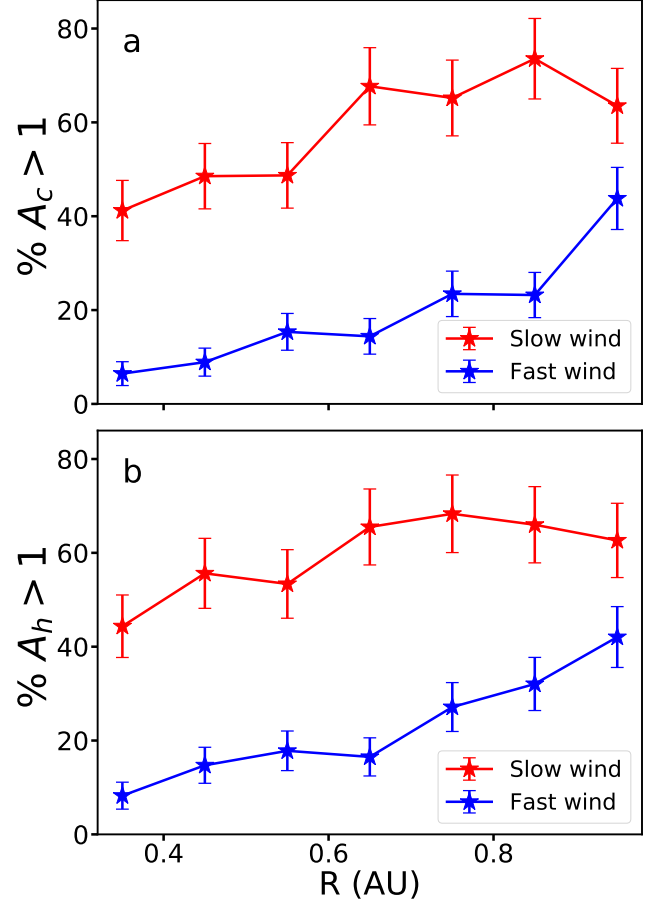 a
80
60
40
20
0
% A_c > 1
Slow wind
Fast wind
b
80
60
40
20
0
% A_h > 1
Slow wind
Fast wind
0.4 0.6 0.8
R (AU)